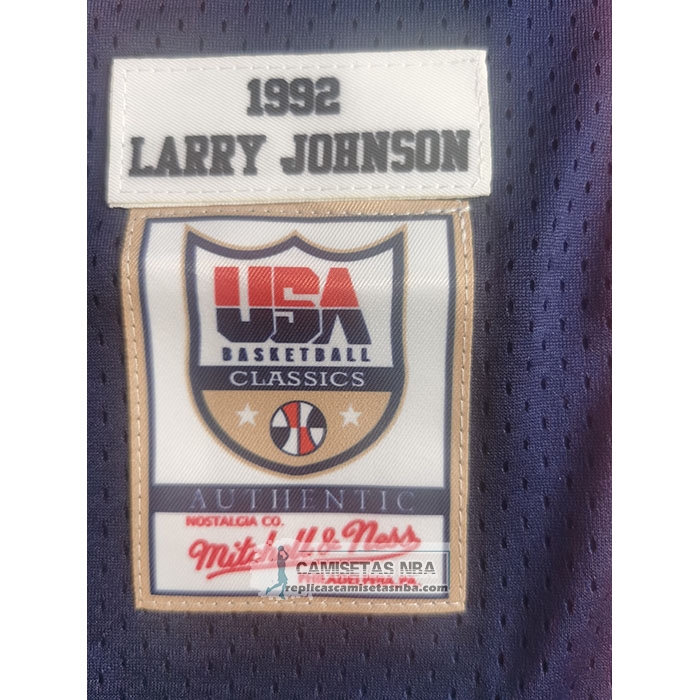 1992
LARRY JOHNSON
USA
BASKETBALL
CLASSICS
AUTHENTIC
NOSTALGIA CO.
Mitchell & Ness
PHILADELPHIA PA.
CAMISETAS NBA
replicascamisetasnba.com